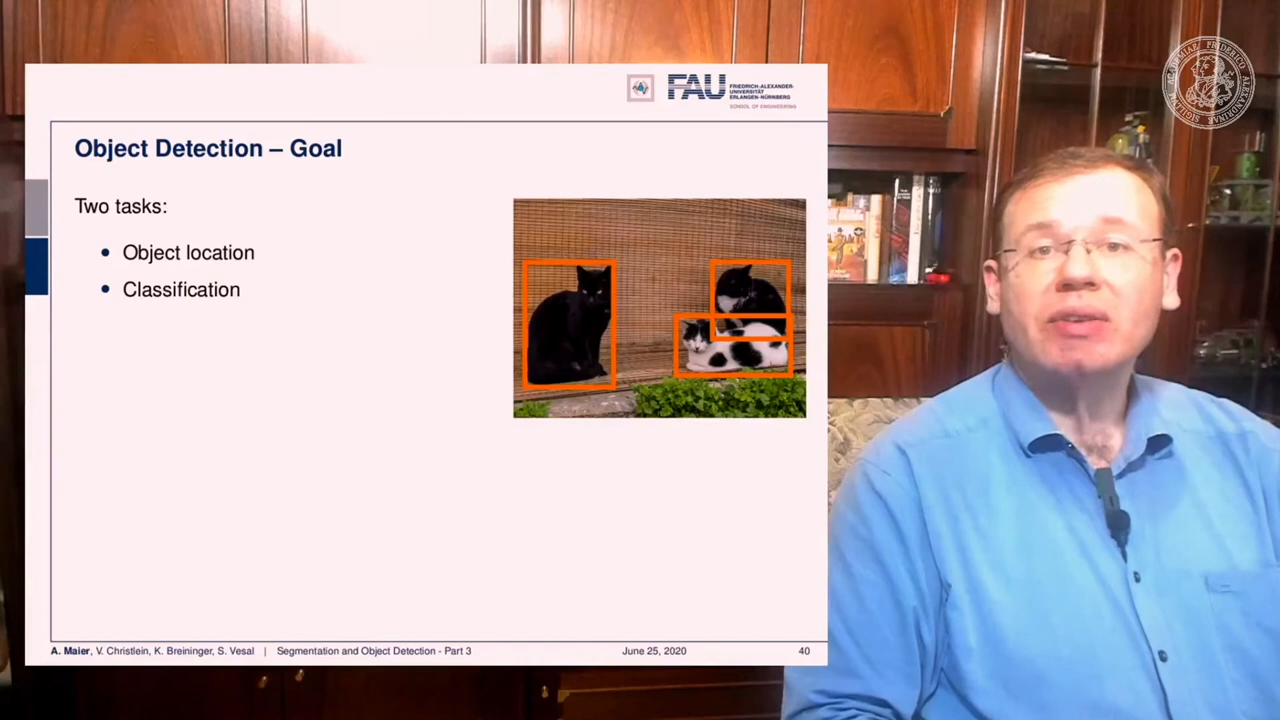 FAU
FRIEDRICH-ALEXANDER-
UNIVERSITÄT
ERLANGEN-NÜRNBERG
SCHOOL OF ENGINEERING
Object Detection – Goal
Two tasks:
• Object location
• Classification
A. Maier, V. Christlein, K. Breininger, S. Vesal | Segmentation and Object Detection - Part 3 June 25, 2020 40